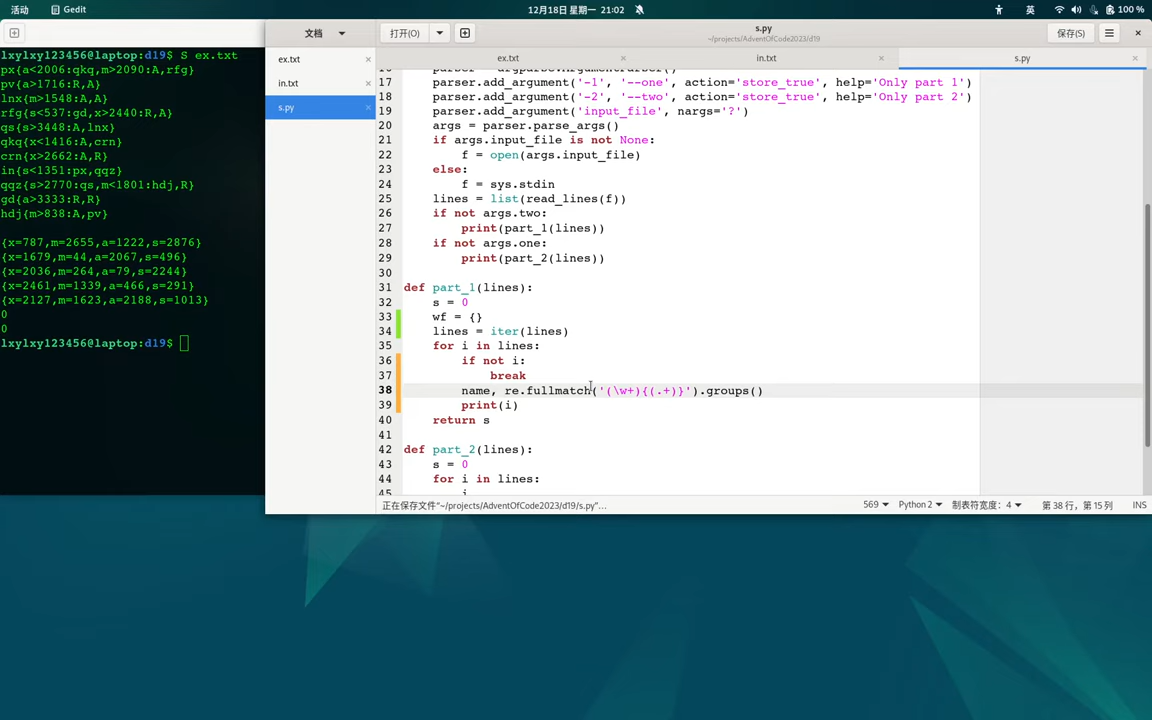 活动 Gedit 12月18日 星期一 21:02 英 100 %
lxylxy123456@laptop:d19$ S ex.txt
px{a<2006:qkq,m>2090:A,rfg}
pv{a>1716:R,A}
lnx{m>1548:A,A}
rfg{s<537:gd,x>2440:R,A}
qs{s>3448:A,lnx}
qkq{x<1416:A,crn}
crn{x>2662:A,R}
in{s<1351:px,qqz}
qqz{s>2770:qs,m<1801:hdj,R}
gd{a>3333:R,R}
hdj{m>838:A,pv}
{x=787,m=2655,a=1222,s=2876}
{x=1679,m=44,a=2067,s=496}
{x=2036,m=264,a=79,s=2244}
{x=2461,m=1339,a=466,s=291}
{x=2127,m=1623,a=2188,s=1013}
0
0
lxylxy123456@laptop:d19$
文档 打开(O) s.py 保存(S)
~/projects/AdventOfCode2023/d19
ex.txt
in.txt
s.py
ex.txt in.txt s.py
16 parser = argparse.ArgumentParser()
17 parser.add_argument('-1', '--one', action='store_true', help='Only part 1')
18 parser.add_argument('-2', '--two', action='store_true', help='Only part 2')
19 parser.add_argument('input_file', nargs='?')
20 args = parser.parse_args()
21 if args.input_file is not None:
22 f = open(args.input_file)
23 else:
24 f = sys.stdin
25 lines = list(read_lines(f))
26 if not args.two:
27 print(part_1(lines))
28 if not args.one:
29 print(part_2(lines))
30
31 def part_1(lines):
32 s = 0
33 wf = {}
34 lines = iter(lines)
35 for i in lines:
36 if not i:
37 break
38 name, re.fullmatch('(\w+){(.+)}').groups()
39 print(i)
40 return s
41
42 def part_2(lines):
43 s = 0
44 for i in lines:
45 i
正在保存文件“~/projects/AdventOfCode2023/d19/s.py”… 569 Python 2 制表符宽度：4 第 38 行，第 15 列 INS